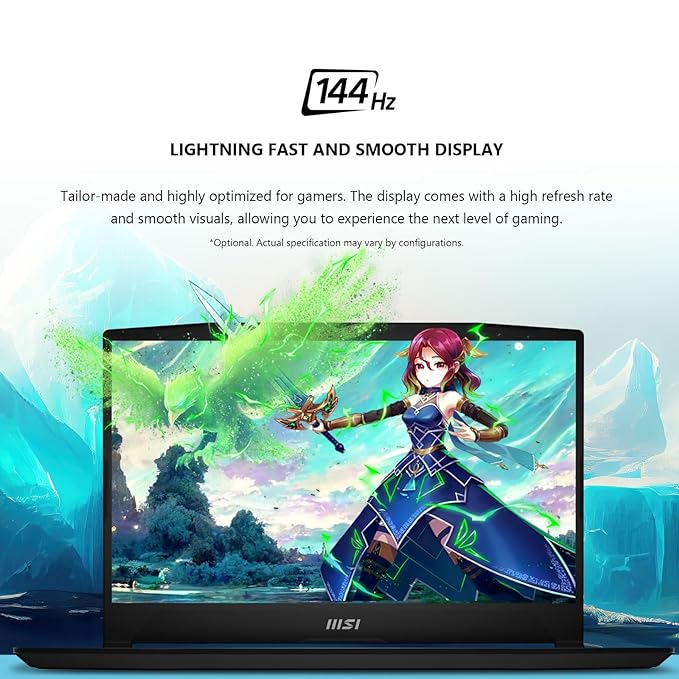 144Hz
LIGHTNING FAST AND SMOOTH DISPLAY
Tailor-made and highly optimized for gamers. The display comes with a high refresh rate
and smooth visuals, allowing you to experience the next level of gaming.
*Optional. Actual specification may vary by configurations.
msi